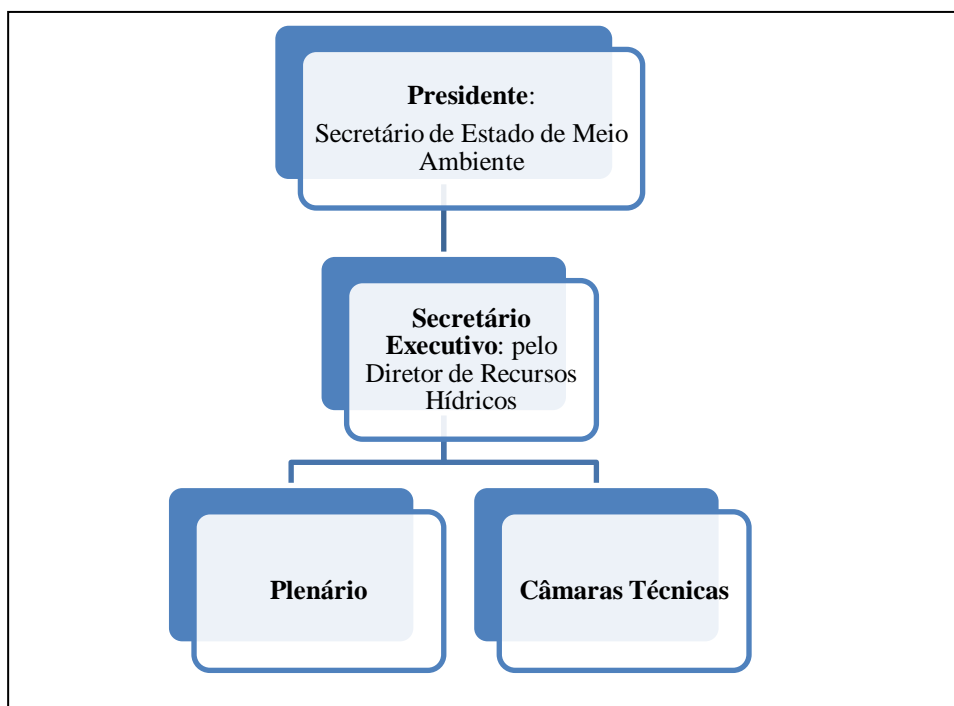 Presidente:
Secretário de Estado de Meio
Ambiente
Secretário
Executivo: pelo
Diretor de Recursos
Hídricos
Plenário
Câmaras Técnicas